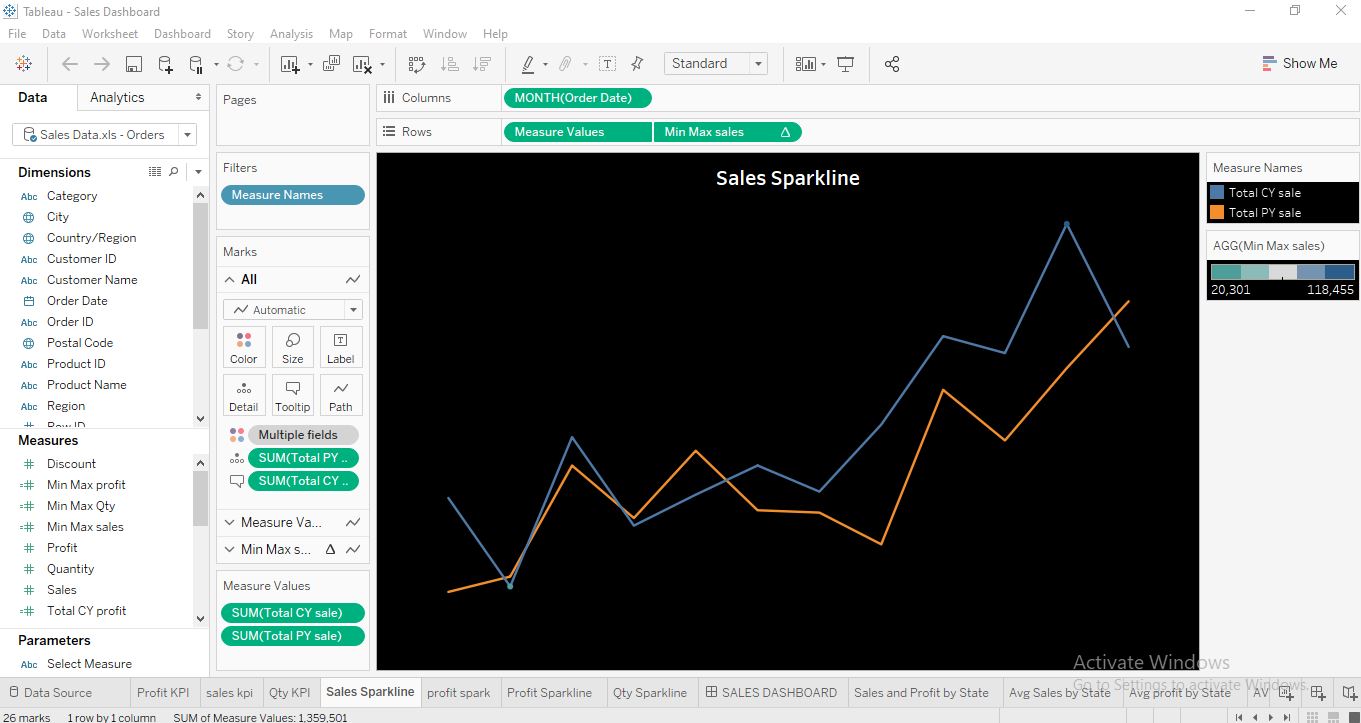 Tableau - Sales Dashboard
File Data Worksheet Dashboard Story Analysis Map Format Window Help
Standard
Show Me
Data Analytics
Sales Data.xls - Orders
Dimensions
Abc Category
City
Country/Region
Abc Customer ID
Abc Customer Name
Order Date
Abc Order ID
Postal Code
Abc Product ID
Abc Product Name
Abc Region
Row ID
Measures
Discount
Min Max profit
Min Max Qty
Min Max sales
Profit
Quantity
Sales
Total CY profit
Parameters
Abc Select Measure
Pages
Filters
Measure Names
Marks
All
Automatic
Color Size Label
Detail Tooltip Path
Multiple fields
SUM(Total PY ..
SUM(Total CY ..
Measure Va...
Min Max s... Δ
Measure Values
SUM(Total CY sale)
SUM(Total PY sale)
Columns
MONTH(Order Date)
Rows
Measure Values
Min Max sales Δ
Sales Sparkline
Measure Names
Total CY sale
Total PY sale
AGG(Min Max sales)
20,301 118,455
Activate Windows
Go to Settings to activate Windows.
Data Source Profit KPI sales kpi Qty KPI Sales Sparkline profit spark Profit Sparkline Qty Sparkline SALES DASHBOARD Sales and Profit by State Avg Sales by State Avg profit by State AV
26 marks 1 row by 1 column SUM of Measure Values: 1,359,501